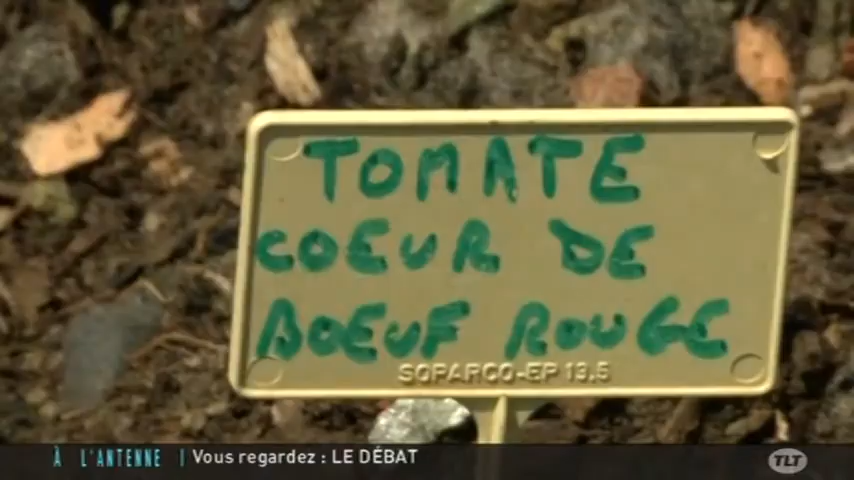 TOMATE
COEUR DE
BOEUF ROUGE
SOPARCO-EP 13,5
À L'ANTENNE | Vous regardez : LE DÉBAT
TLT